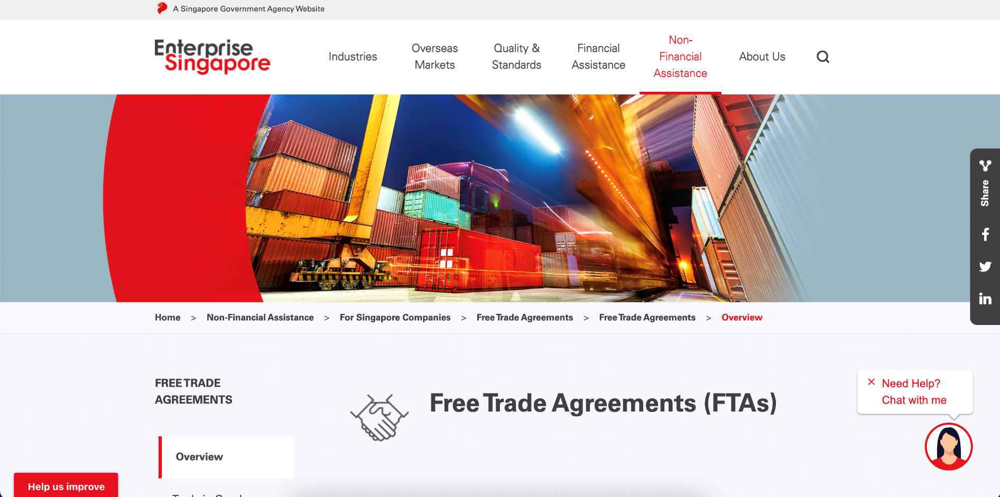 A Singapore Government Agency Website
Enterprise
Singapore
Industries
Overseas
Markets
Quality &
Standards
Financial
Assistance
Non-
Financial
Assistance
About Us
Share
Home > Non-Financial Assistance > For Singapore Companies > Free Trade Agreements > Free Trade Agreements > Overview
FREE TRADE
AGREEMENTS
Free Trade Agreements (FTAs)
Need Help?
Chat with me
Overview
Help us improve